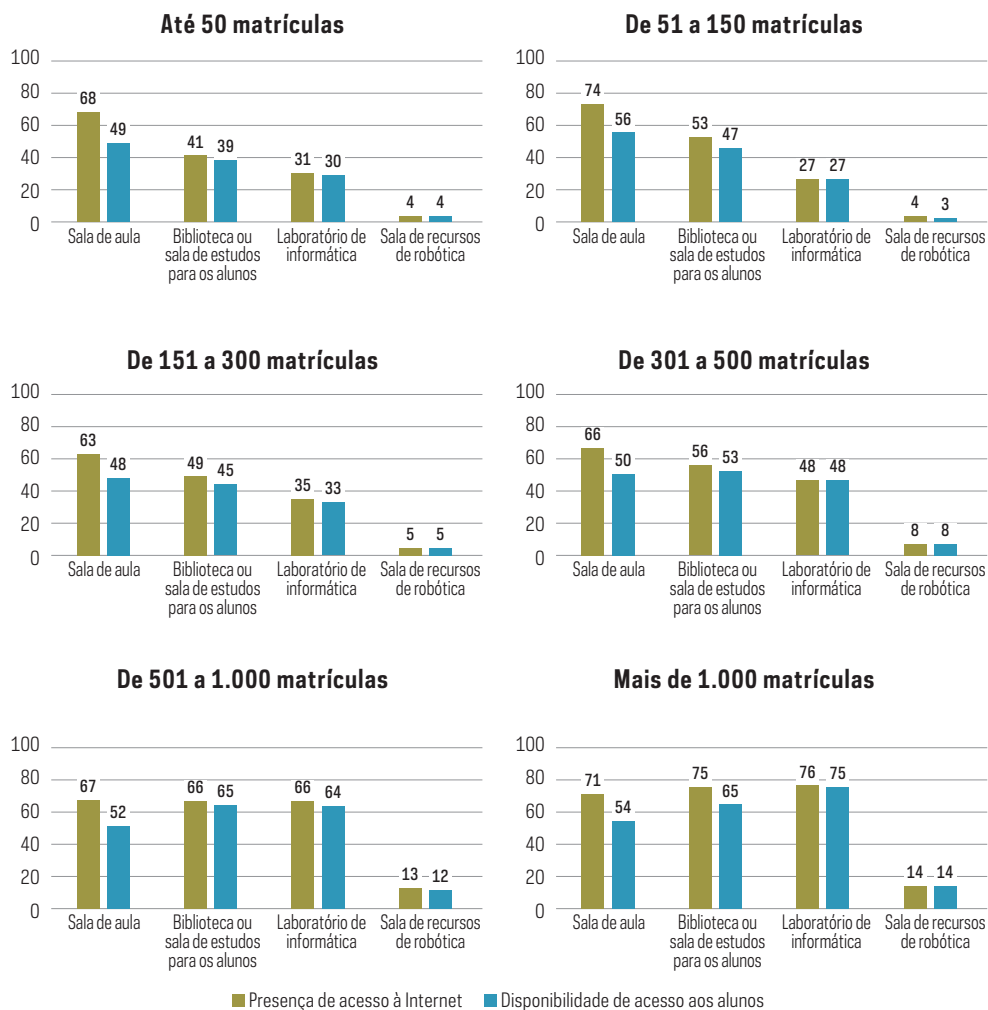 Até 50 matrículas
100
80
60
40
20
0
68
49
41
39
31
30
4
4
Sala de aula
Biblioteca ou
sala de estudos
para os alunos
Laboratório de
informática
Sala de recursos
de robótica
De 51 a 150 matrículas
100
80
60
40
20
0
74
56
53
47
27
27
4
3
Sala de aula
Biblioteca ou
sala de estudos
para os alunos
Laboratório de
informática
Sala de recursos
de robótica
De 151 a 300 matrículas
100
80
60
40
20
0
63
48
49
45
35
33
5
5
Sala de aula
Biblioteca ou
sala de estudos
para os alunos
Laboratório de
informática
Sala de recursos
de robótica
De 301 a 500 matrículas
100
80
60
40
20
0
66
50
56
53
48
48
8
8
Sala de aula
Biblioteca ou
sala de estudos
para os alunos
Laboratório de
informática
Sala de recursos
de robótica
De 501 a 1.000 matrículas
100
80
60
40
20
0
67
52
66
65
66
64
13
12
Sala de aula
Biblioteca ou
sala de estudos
para os alunos
Laboratório de
informática
Sala de recursos
de robótica
Mais de 1.000 matrículas
100
80
60
40
20
0
71
54
75
65
76
75
14
14
Sala de aula
Biblioteca ou
sala de estudos
para os alunos
Laboratório de
informática
Sala de recursos
de robótica
Presença de acesso à Internet
Disponibilidade de acesso aos alunos